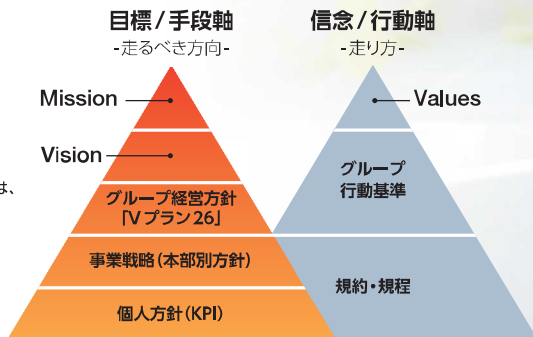 目標/手段軸
-走るべき方向-
信念/行動軸
-走り方-
Mission
Values
Vision
は、
グループ
行動基準
グループ経営方針
「Vプラン26」
事業戦略(本部別方針)
規約・規程
個人方針(KPI)